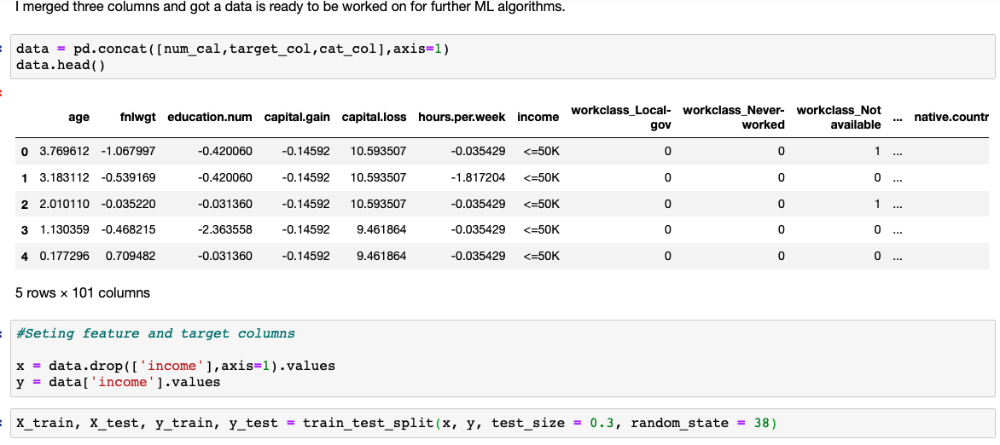 I merged three columns and got a data is ready to be worked on for further ML algorithms.
data = pd.concat([num_cal,target_col,cat_col],axis=1)
data.head()
age fnlwgt education.num capital.gain capital.loss hours.per.week income workclass_Local-gov workclass_Never-worked workclass_Not available ... native.countr
0 3.769612 -1.067997 -0.420060 -0.14592 10.593507 -0.035429 <=50K 0 0 1 ...
1 3.183112 -0.539169 -0.420060 -0.14592 10.593507 -1.817204 <=50K 0 0 0 ...
2 2.010110 -0.035220 -0.031360 -0.14592 10.593507 -0.035429 <=50K 0 0 1 ...
3 1.130359 -0.468215 -2.363558 -0.14592 9.461864 -0.035429 <=50K 0 0 0 ...
4 0.177296 0.709482 -0.031360 -0.14592 9.461864 -0.035429 <=50K 0 0 0 ...
5 rows × 101 columns
#Seting feature and target columns
x = data.drop(['income'],axis=1).values
y = data['income'].values
X_train, X_test, y_train, y_test = train_test_split(x, y, test_size = 0.3, random_state = 38)